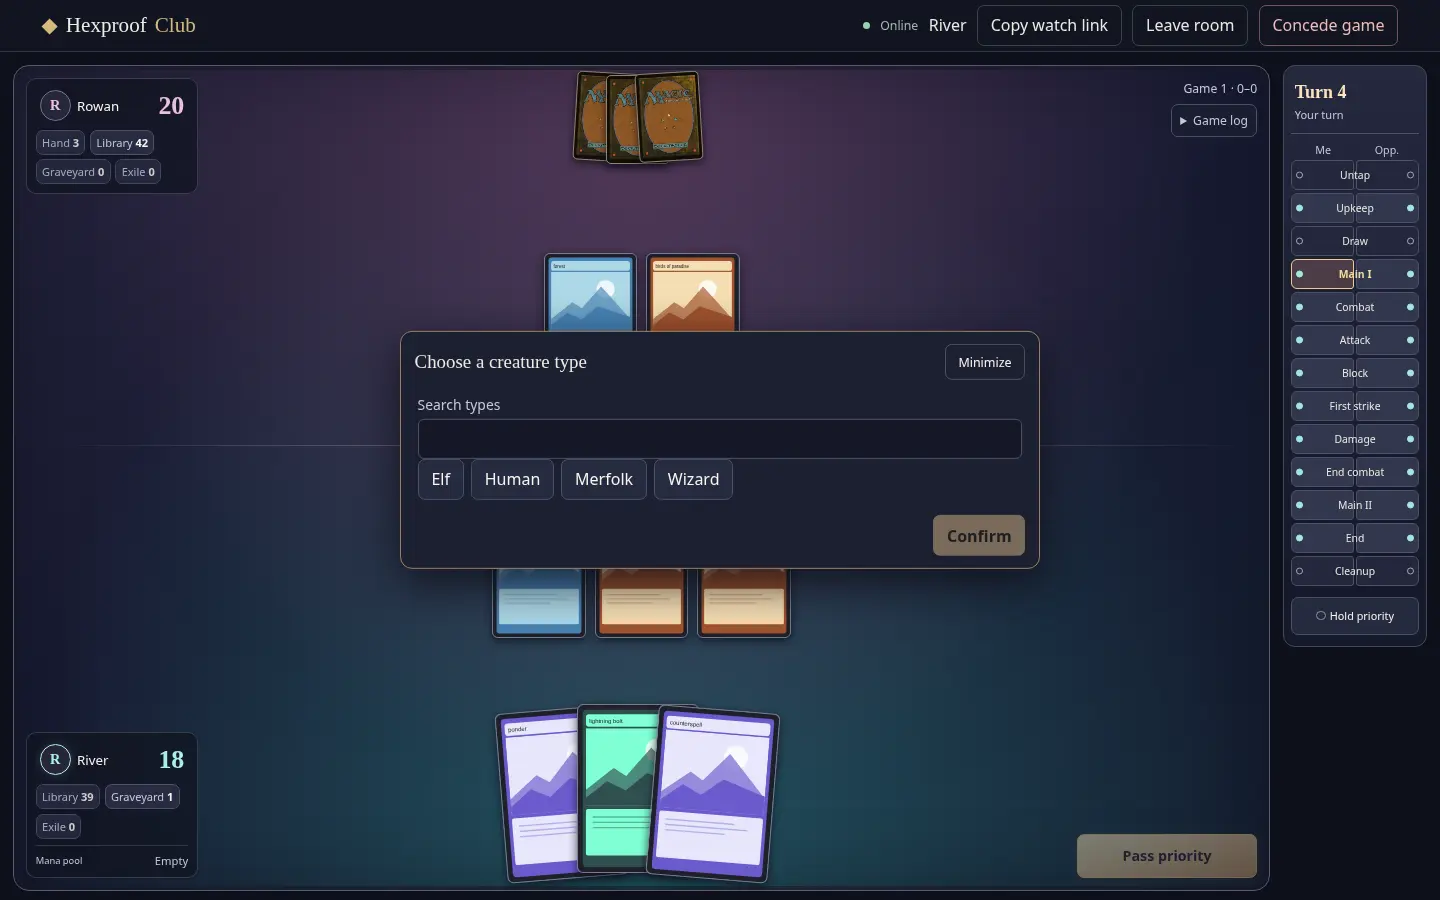 Hexproof Club
Online River Copy watch link Leave room Concede game
R Rowan 20
Hand 3 Library 42
Graveyard 0 Exile 0
Game 1 · 0–0
Game log
Turn 4
Your turn
Me Opp.
Untap
Upkeep
Draw
Main I
Combat
Attack
Block
First strike
Damage
End combat
Main II
End
Cleanup
Hold priority
forest
birds of paradise
Choose a creature type Minimize
Search types
Elf Human Merfolk Wizard
Confirm
ponder
lightning bolt
counterspell
R River 18
Library 39 Graveyard 1
Exile 0
Mana pool Empty
Pass priority